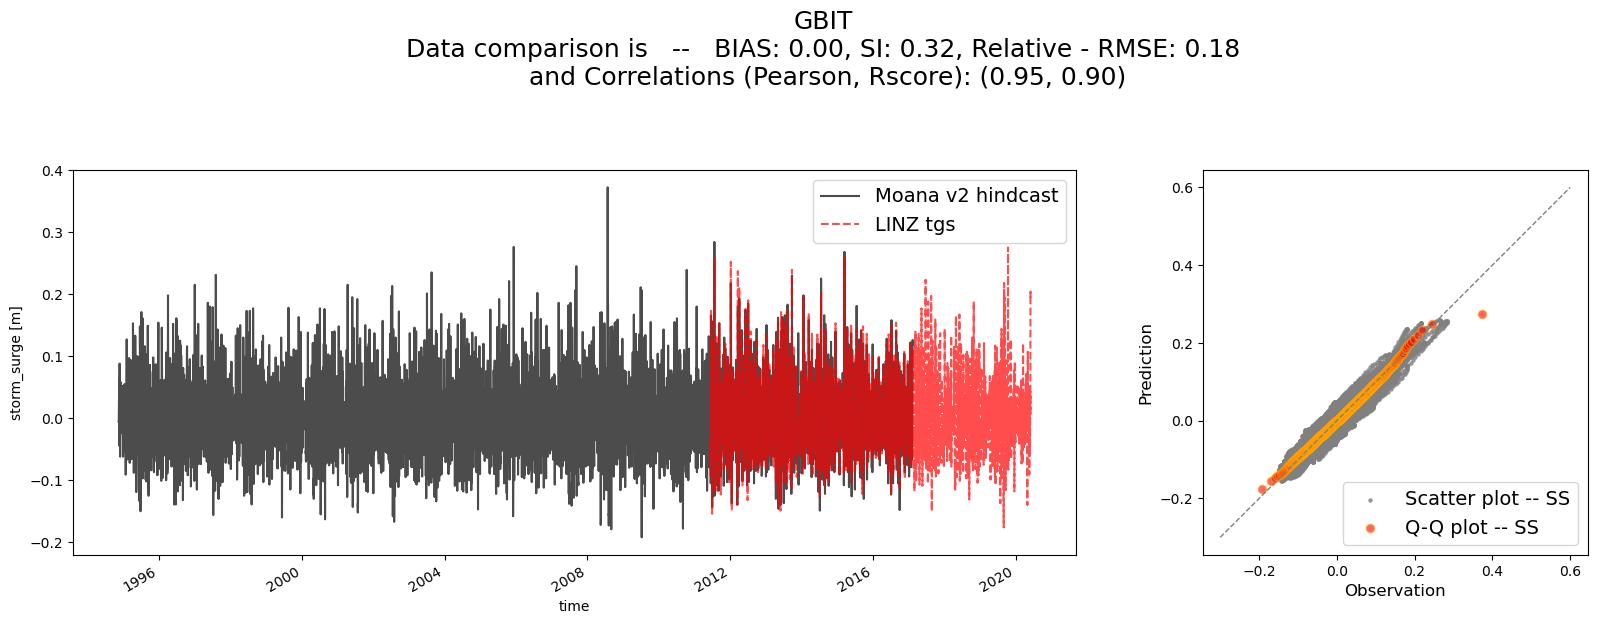 GBIT
Data comparison is   --   BIAS: 0.00, SI: 0.32, Relative - RMSE: 0.18
and Correlations (Pearson, Rscore): (0.95, 0.90)
storm_surge [m]
0.4
0.3
0.2
0.1
0.0
−0.1
−0.2
1996
2000
2004
2008
2012
2016
2020
time
Moana v2 hindcast
LINZ tgs
Prediction
0.6
0.4
0.2
0.0
−0.2
−0.2
0.0
0.2
0.4
0.6
Observation
Scatter plot -- SS
Q-Q plot -- SS